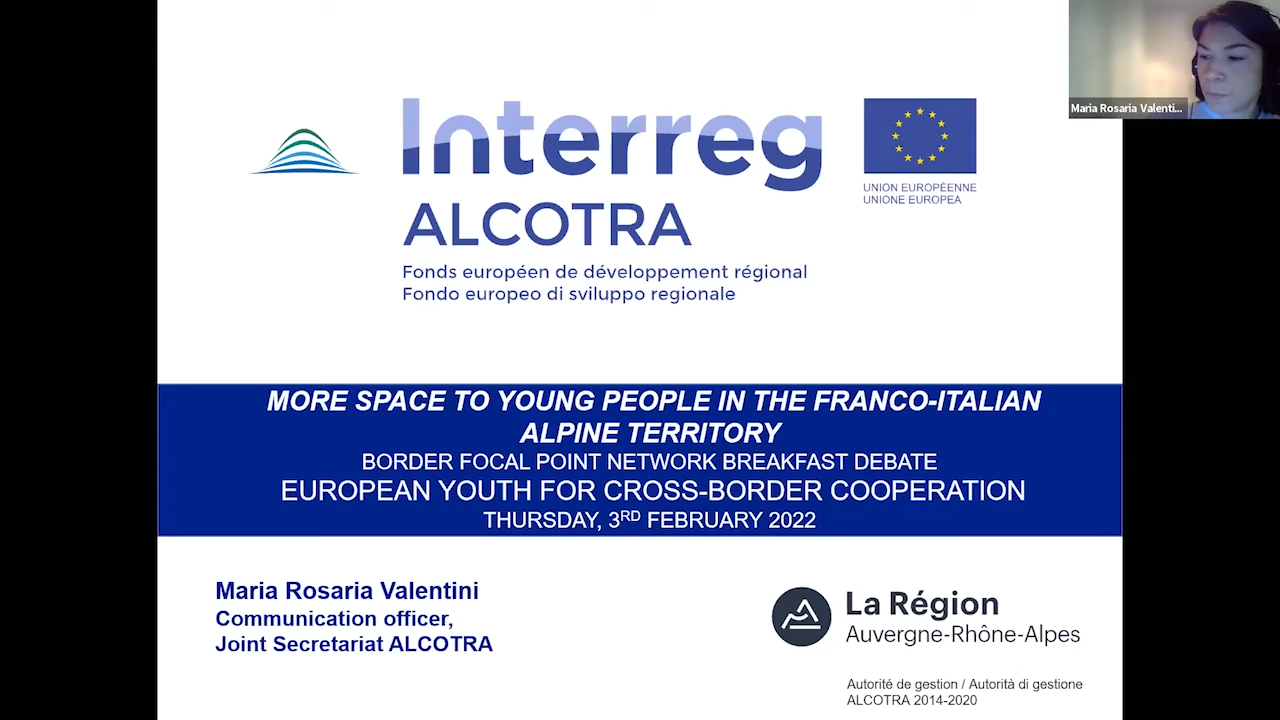 Maria Rosaria Valenti...
Interreg
ALCOTRA
Fonds européen de développement régional
Fondo europeo di sviluppo regionale
UNION EUROPÉENNE
UNIONE EUROPEA
MORE SPACE TO YOUNG PEOPLE IN THE FRANCO-ITALIAN
ALPINE TERRITORY
BORDER FOCAL POINT NETWORK BREAKFAST DEBATE
EUROPEAN YOUTH FOR CROSS-BORDER COOPERATION
THURSDAY, 3RD FEBRUARY 2022
Maria Rosaria Valentini
Communication officer,
Joint Secretariat ALCOTRA
La Région
Auvergne-Rhône-Alpes
Autorité de gestion / Autorità di gestione
ALCOTRA 2014-2020